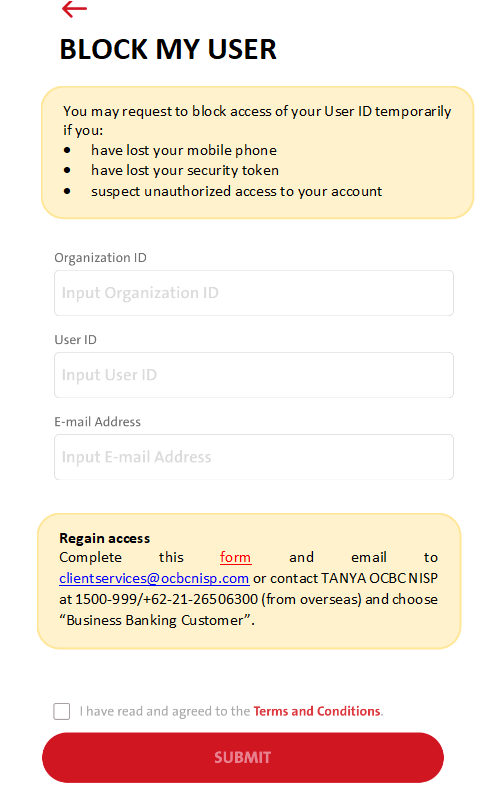 BLOCK MY USER
You may request to block access of your User ID temporarily
if you:
• have lost your mobile phone
• have lost your security token
• suspect unauthorized access to your account
Organization ID
Input Organization ID
User ID
Input User ID
E-mail Address
Input E-mail Address
Regain access
Complete this form and email to
clientservices@ocbcnisp.com or contact TANYA OCBC NISP
at 1500-999/+62-21-26506300 (from overseas) and choose
“Business Banking Customer”.
I have read and agreed to the Terms and Conditions.
SUBMIT